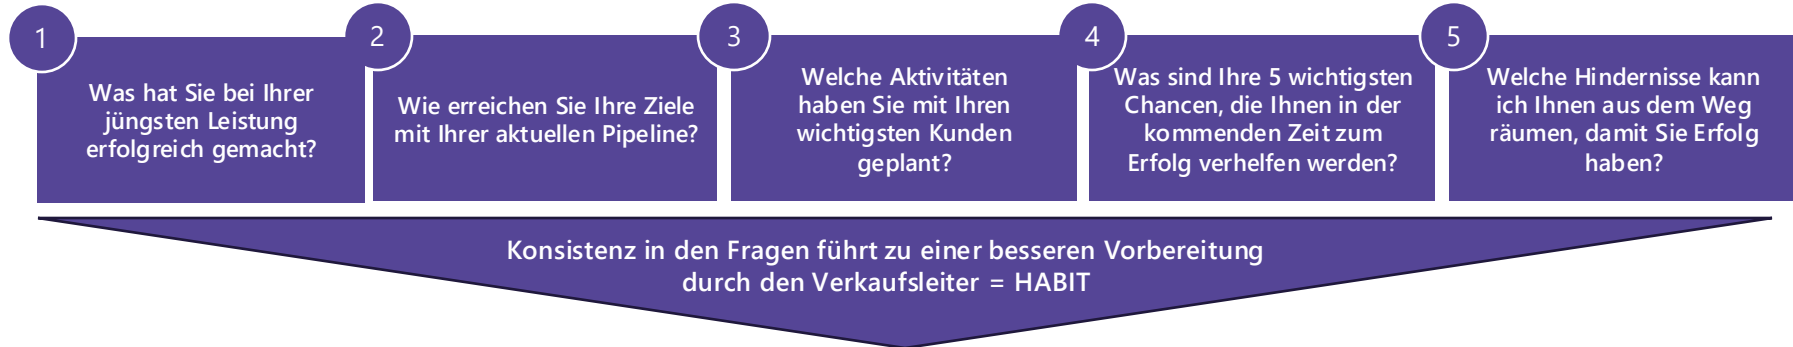 1
Was hat Sie bei Ihrer
jüngsten Leistung
erfolgreich gemacht?
2
Wie erreichen Sie Ihre Ziele
mit Ihrer aktuellen Pipeline?
3
Welche Aktivitäten
haben Sie mit Ihren
wichtigsten Kunden
geplant?
4
Was sind Ihre 5 wichtigsten
Chancen, die Ihnen in der
kommenden Zeit zum
Erfolg verhelfen werden?
5
Welche Hindernisse kann
ich Ihnen aus dem Weg
räumen, damit Sie Erfolg
haben?
Konsistenz in den Fragen führt zu einer besseren Vorbereitung
durch den Verkaufsleiter = HABIT